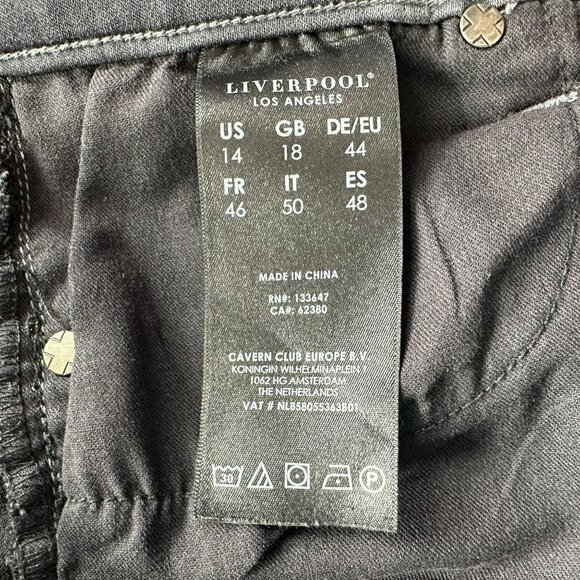 LIVERPOOL®
LOS ANGELES
US GB DE/EU
14 18 44
FR IT ES
46 50 48
MADE IN CHINA
RN#: 133647
CA#: 62380
CAVERN CLUB EUROPE B.V.
KONINGIN WILHELMINAPLEIN 1
1062 HG AMSTERDAM
THE NETHERLANDS
VAT # NL858055363B01
30 P